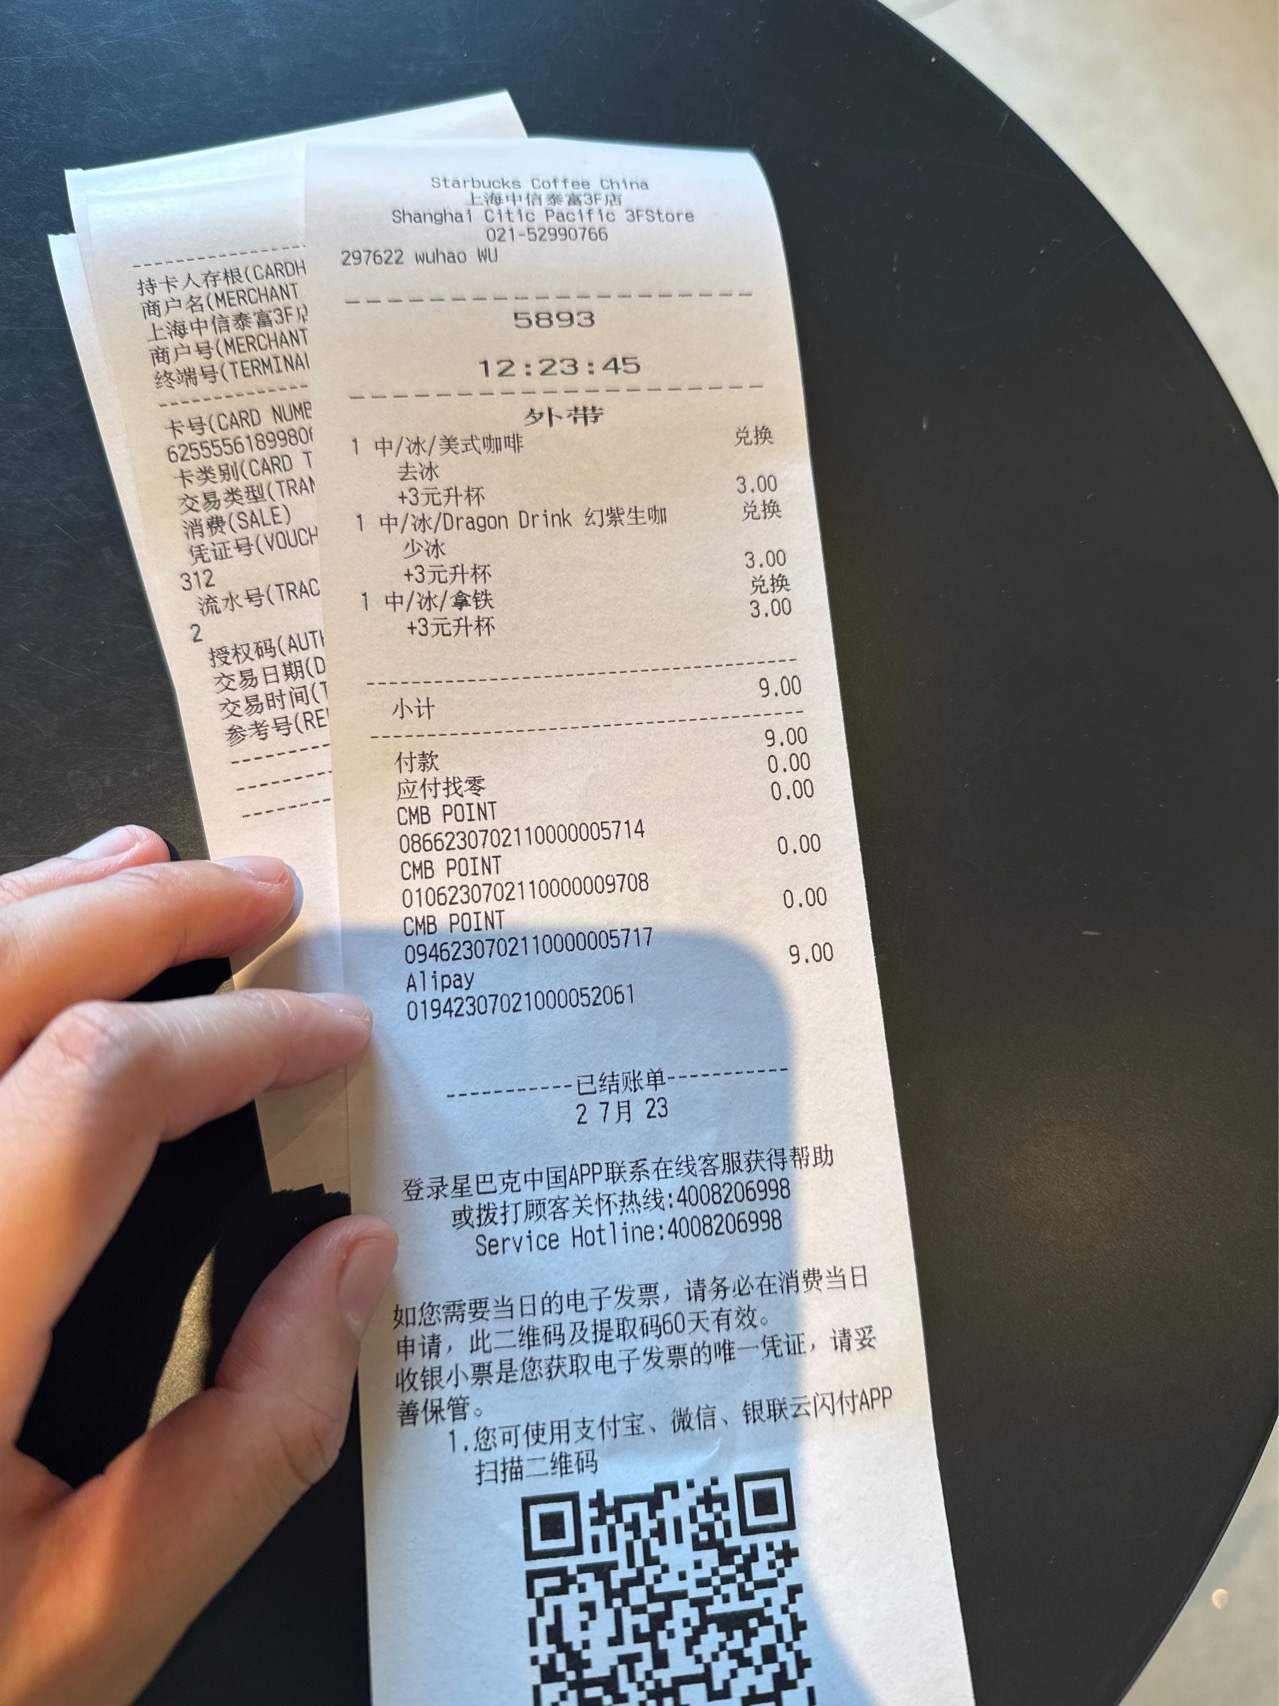 Starbucks Coffee China
上海中信泰富3F店
Shanghai Citic Pacific 3FStore
021-52990766
297622 wuhao WU
5893
12:23:45
外带
1 中/冰/美式咖啡 兑换
去冰
+3元升杯 3.00
1 中/冰/Dragon Drink 幻紫生咖 兑换
少冰
+3元升杯 3.00
1 中/冰/拿铁 兑换
+3元升杯 3.00
小计 9.00
付款 9.00
应付找零 0.00
CMB POINT 0.00
0866230702110000005714
CMB POINT 0.00
0106230702110000009708
CMB POINT 0.00
0946230702110000005717
Alipay 9.00
01942307021000052061
-----------已结账单-----------
2 7月 23
登录星巴克中国APP联系在线客服获得帮助
或拨打顾客关怀热线:4008206998
Service Hotline:4008206998
如您需要当日的电子发票，请务必在消费当日
申请，此二维码及提取码60天有效。
收银小票是您获取电子发票的唯一凭证，请妥
善保管。
1.您可使用支付宝、微信、银联云闪付APP
扫描二维码
持卡人存根(CARDH
商户名(MERCHANT
上海中信泰富3F店
商户号(MERCHANT
终端号(TERMINAL
卡号(CARD NUMB
62555561899806
卡类别(CARD T
交易类型(TRAN
消费(SALE)
凭证号(VOUCH
312
流水号(TRAC
2
授权码(AUTH
交易日期(D
交易时间(T
参考号(RE